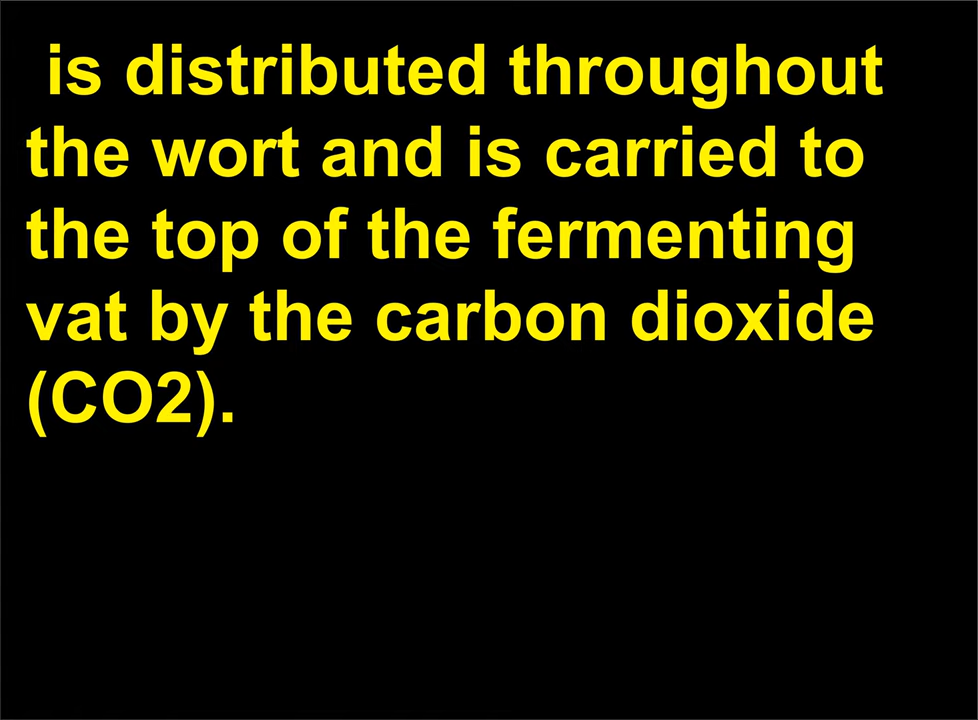 is distributed throughout
the wort and is carried to
the top of the fermenting
vat by the carbon dioxide
(CO2).